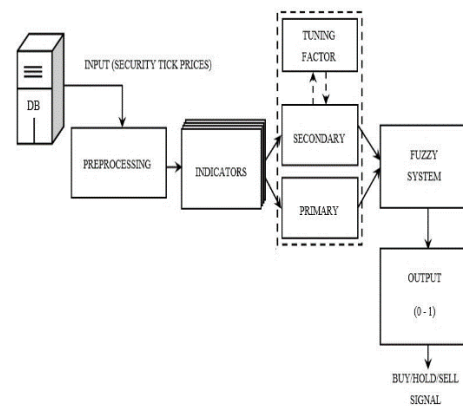 TUNING
FACTOR
INPUT (SECURITY TICK PRICES)
DB
SECONDARY
PREPROCESSING
INDICATORS
FUZZY
SYSTEM
PRIMARY
OUTPUT
(0 - 1)
BUY/HOLD/SELL
SIGNAL